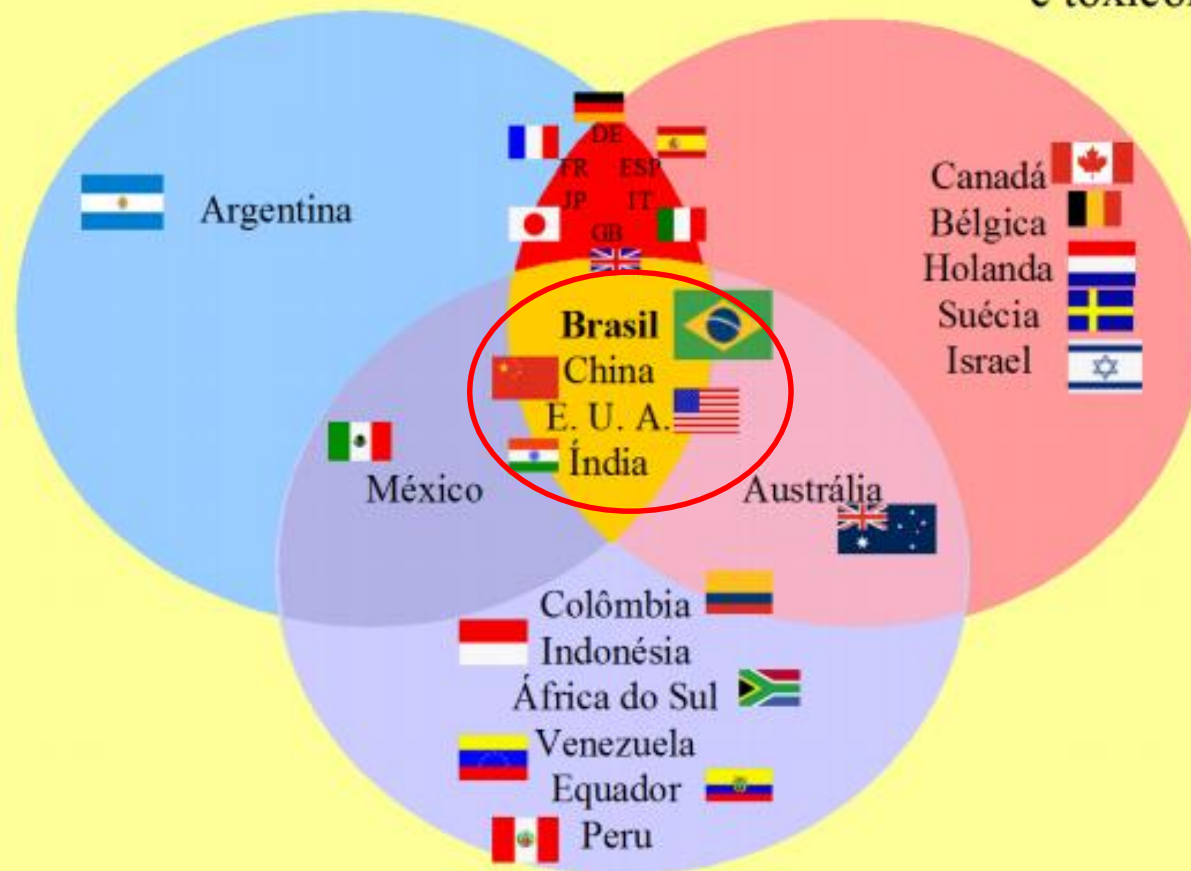 Argentina
DE
FR ESP
JP IT
GB
Canadá
Bélgica
Holanda
Suécia
Israel
Brasil
China
E. U. A.
Índia
México
Austrália
Colômbia
Indonésia
África do Sul
Venezuela
Equador
Peru